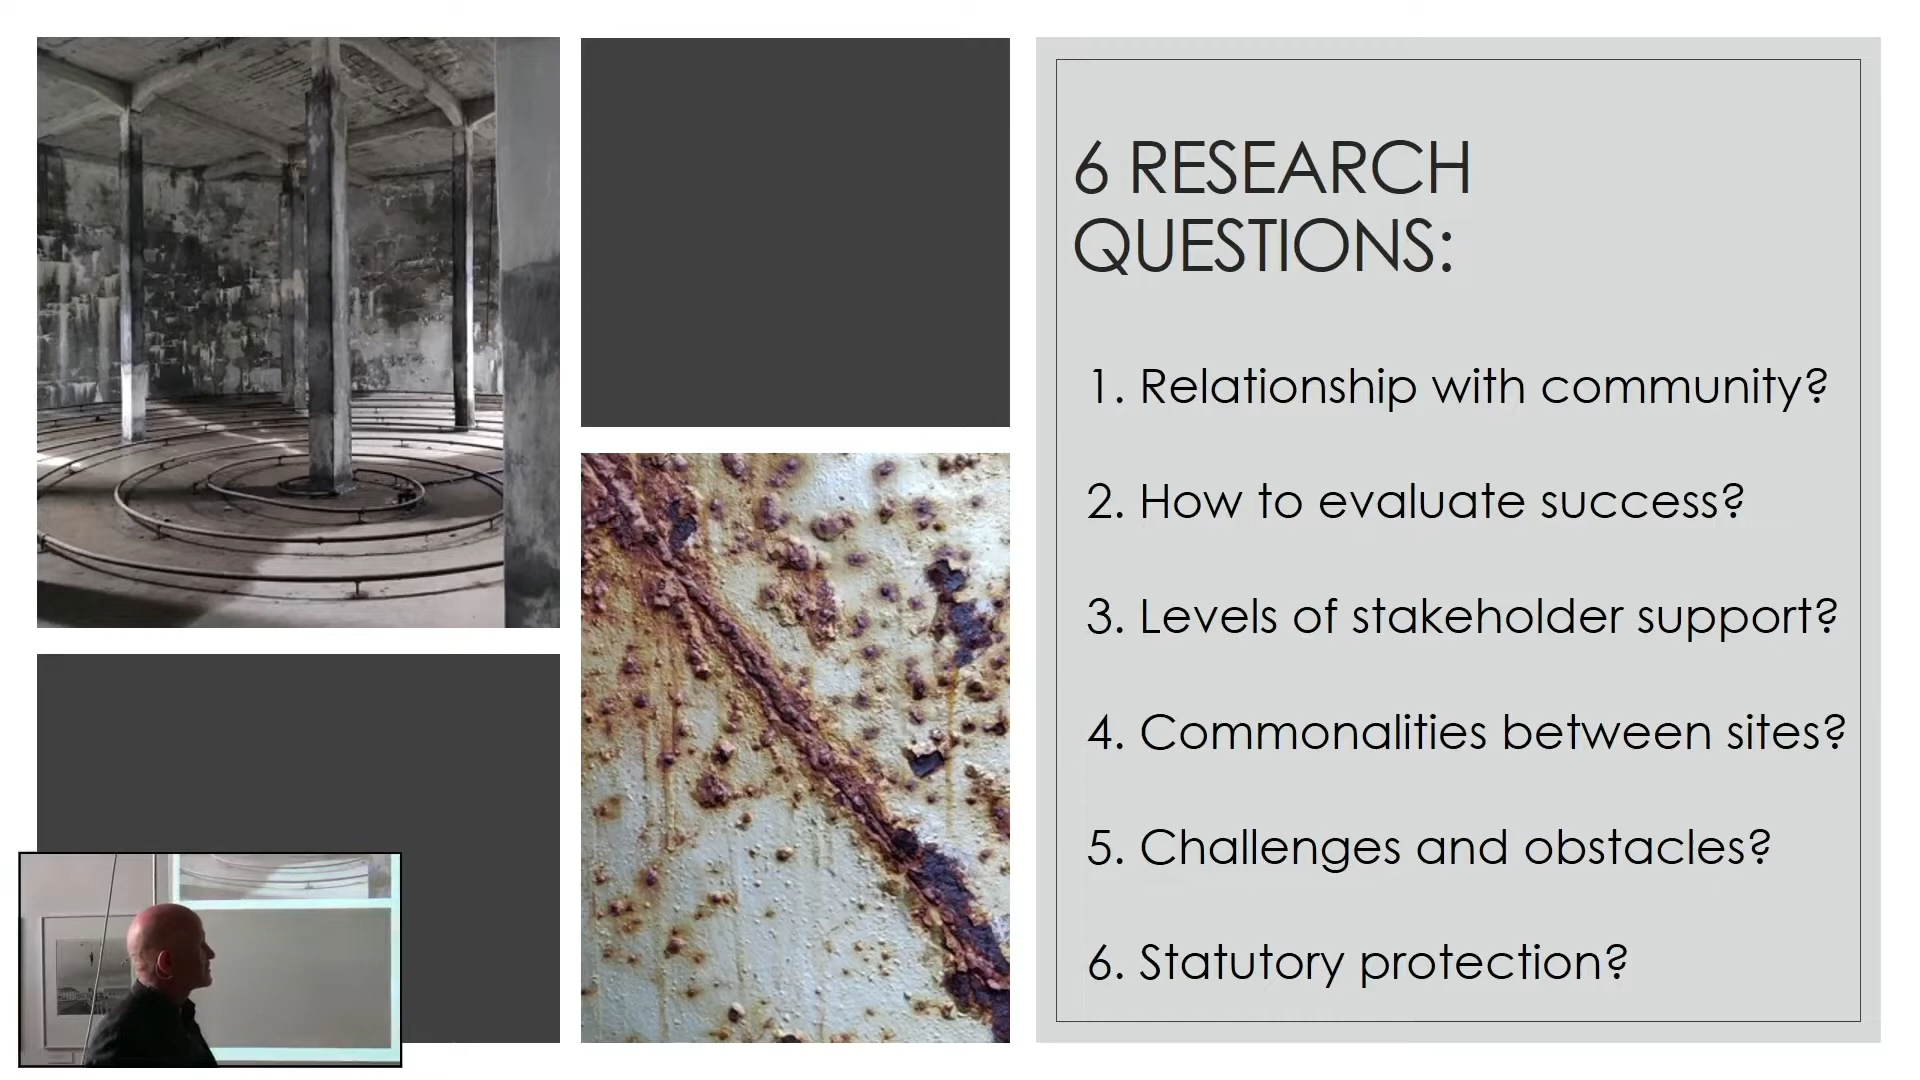 6 RESEARCH
QUESTIONS:
1. Relationship with community?
2. How to evaluate success?
3. Levels of stakeholder support?
4. Commonalities between sites?
5. Challenges and obstacles?
6. Statutory protection?